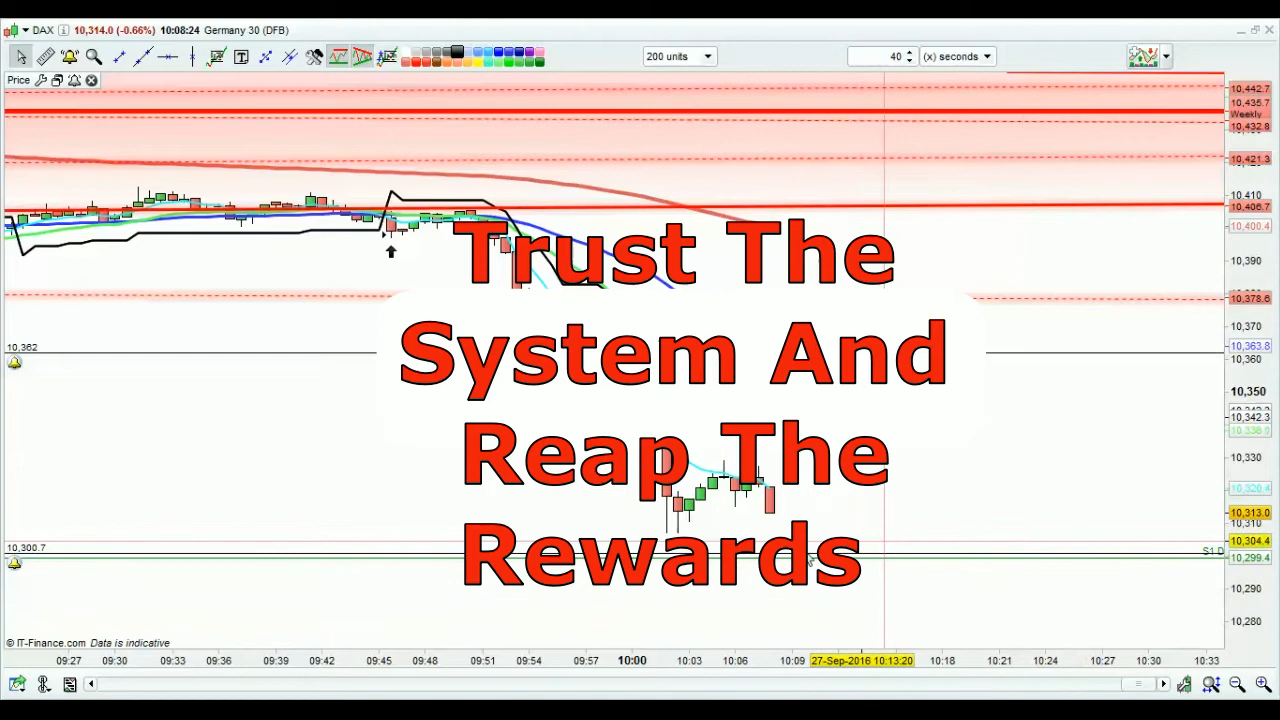 DAX 10,314.0 (-0.66%) 10:08:24 Germany 30 (DFB)
200 units 40 (x) seconds
Price
10,442.7
10,435.7
Weekly
10,432.8
10,421.3
10,410
10,406.7
10,400.4
10,390
10,378.6
10,370
10,362
10,363.8
10,360
10,350
10,342.3
10,338.9
10,330
10,320.4
10,313.0
10,310
10,304.4
10,300.7
S1 D
10,299.4
10,290
10,280
Trust The
System And
Reap The
Rewards
© IT-Finance.com Data is indicative
09:27 09:30 09:33 09:36 09:39 09:42 09:45 09:48 09:51 09:54 09:57 10:00 10:03 10:06 10:09 27-Sep-2016 10:13:20 10:18 10:21 10:24 10:27 10:30 10:33